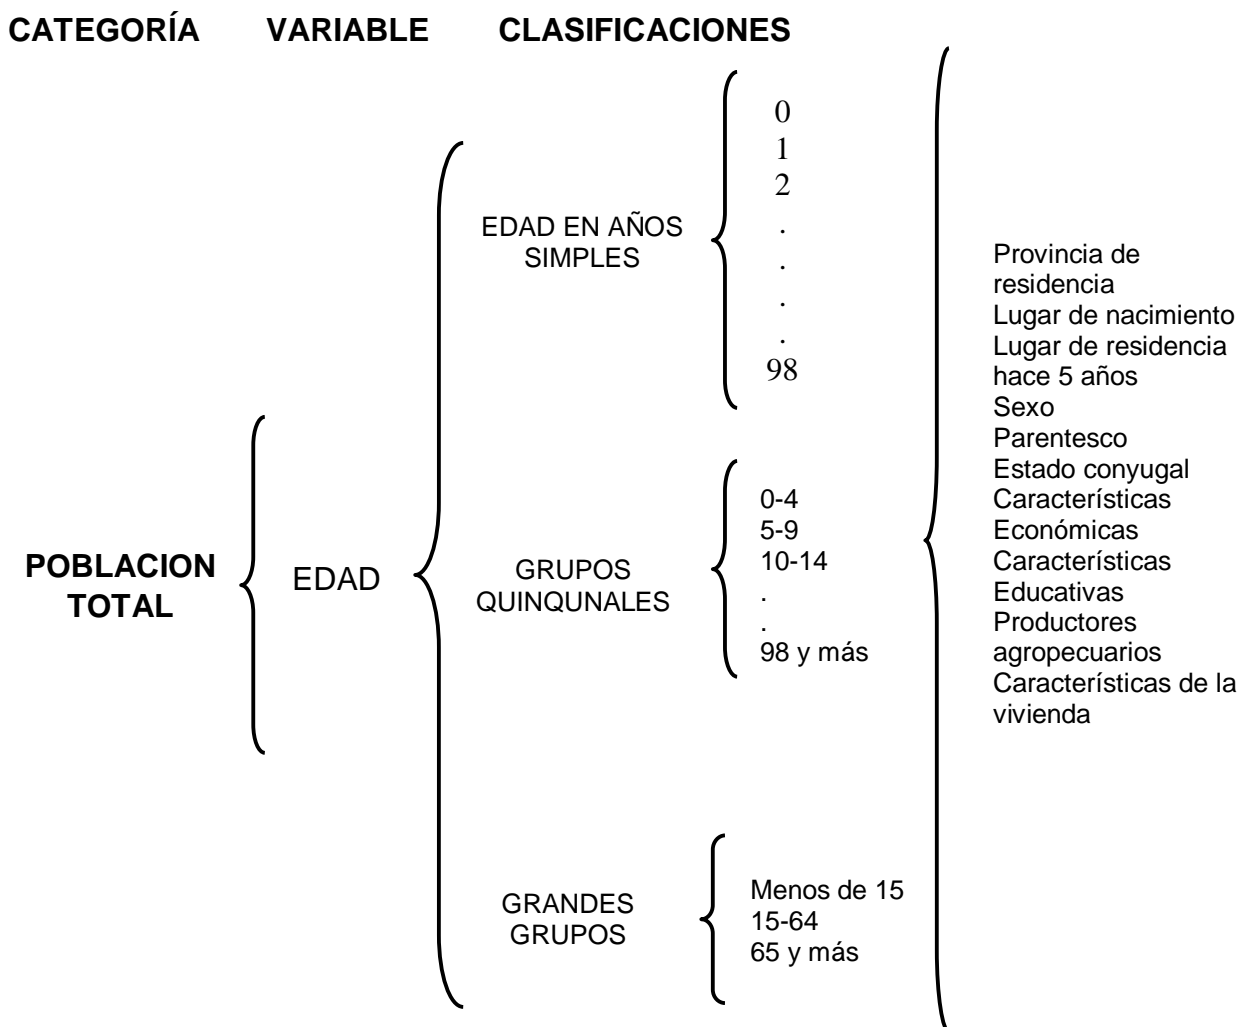 CATEGORÍA VARIABLE CLASIFICACIONES
POBLACION
TOTAL
EDAD
EDAD EN AÑOS
SIMPLES
0
1
2
.
.
.
.
98
GRUPOS
QUINQUNALES
0-4
5-9
10-14
.
.
98 y más
GRANDES
GRUPOS
Menos de 15
15-64
65 y más
Provincia de
residencia
Lugar de nacimiento
Lugar de residencia
hace 5 años
Sexo
Parentesco
Estado conyugal
Características
Económicas
Características
Educativas
Productores
agropecuarios
Características de la
vivienda